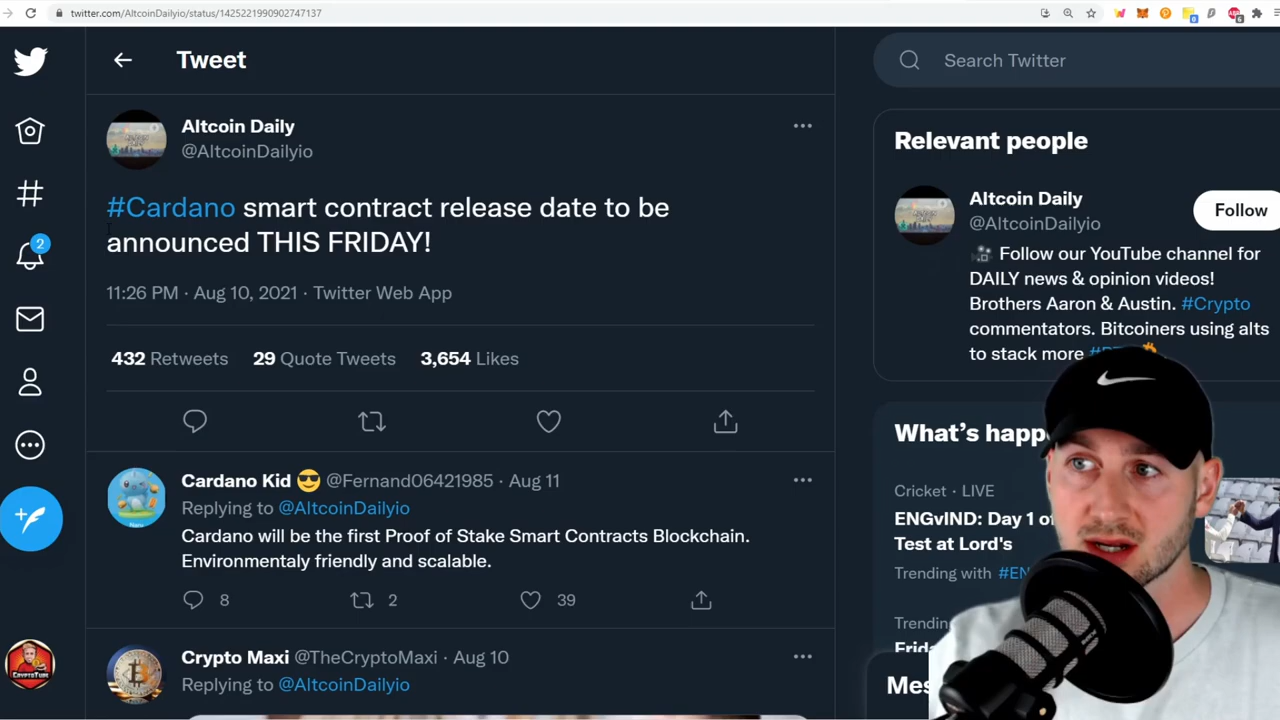 twitter.com/AltcoinDailyio/status/1425221990902747137
Tweet
Search Twitter
Altcoin Daily
@AltcoinDailyio
#Cardano smart contract release date to be
announced THIS FRIDAY!
11:26 PM · Aug 10, 2021 · Twitter Web App
432 Retweets 29 Quote Tweets 3,654 Likes
Cardano Kid 😎 @Fernand06421985 · Aug 11
Replying to @AltcoinDailyio
Cardano will be the first Proof of Stake Smart Contracts Blockchain.
Environmentaly friendly and scalable.
8 2 39
Crypto Maxi @TheCryptoMaxi · Aug 10
Replying to @AltcoinDailyio
2
Relevant people
Altcoin Daily
@AltcoinDailyio
Follow
Follow our YouTube channel for
DAILY news & opinion videos!
Brothers Aaron & Austin. #Crypto
commentators. Bitcoiners using alts
to stack more
What's
Cricket · LIVE
ENGvIND: Day 1
Test at Lord's
Trending with
Trending